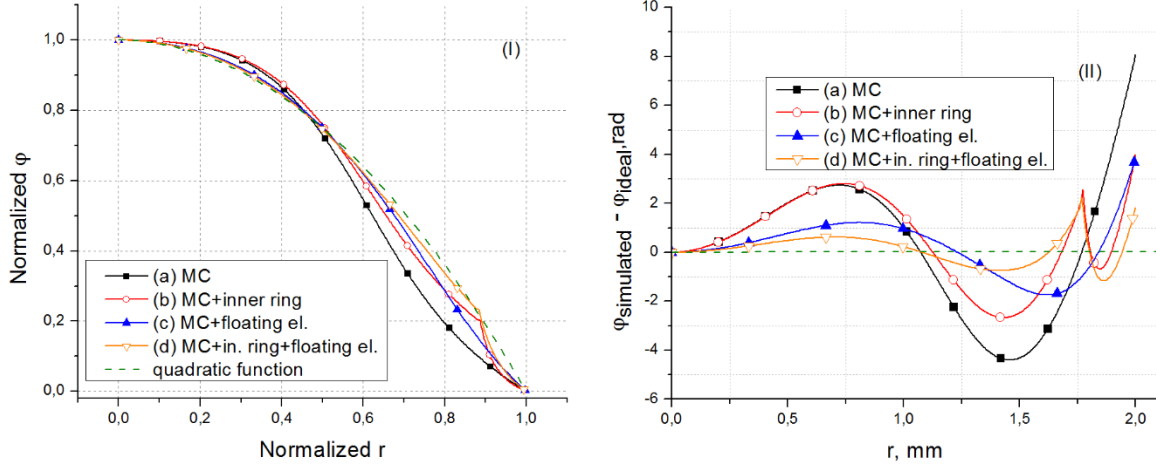 (I)
1,0
0,8
0,6
0,4
0,2
0,0
Normalized φ
(a) MC
(b) MC+inner ring
(c) MC+floating el.
(d) MC+in. ring+floating el.
quadratic function
0,0 0,2 0,4 0,6 0,8 1,0
Normalized r
(II)
8
6
4
2
0
-2
-4
-6
φsimulated - φideal,rad
(a) MC
(b) MC+inner ring
(c) MC+floating el.
(d) MC+in. ring+floating el.
0,0 0,5 1,0 1,5 2,0
r, mm